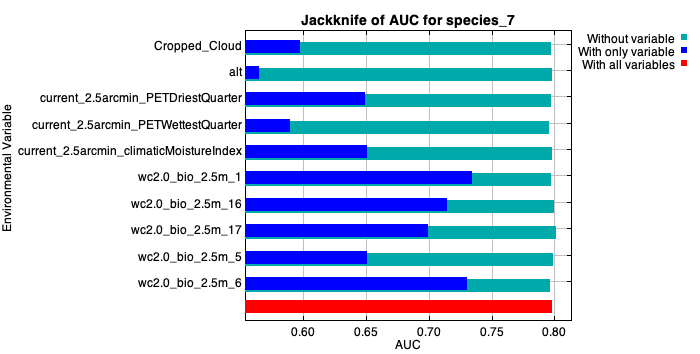 Jackknife of AUC for species_7
Without variable
With only variable
With all variables
Environmental Variable
Cropped_Cloud
alt
current_2.5arcmin_PETDriestQuarter
current_2.5arcmin_PETWettestQuarter
current_2.5arcmin_climaticMoistureIndex
wc2.0_bio_2.5m_1
wc2.0_bio_2.5m_16
wc2.0_bio_2.5m_17
wc2.0_bio_2.5m_5
wc2.0_bio_2.5m_6
0.60 0.65 0.70 0.75 0.80
AUC